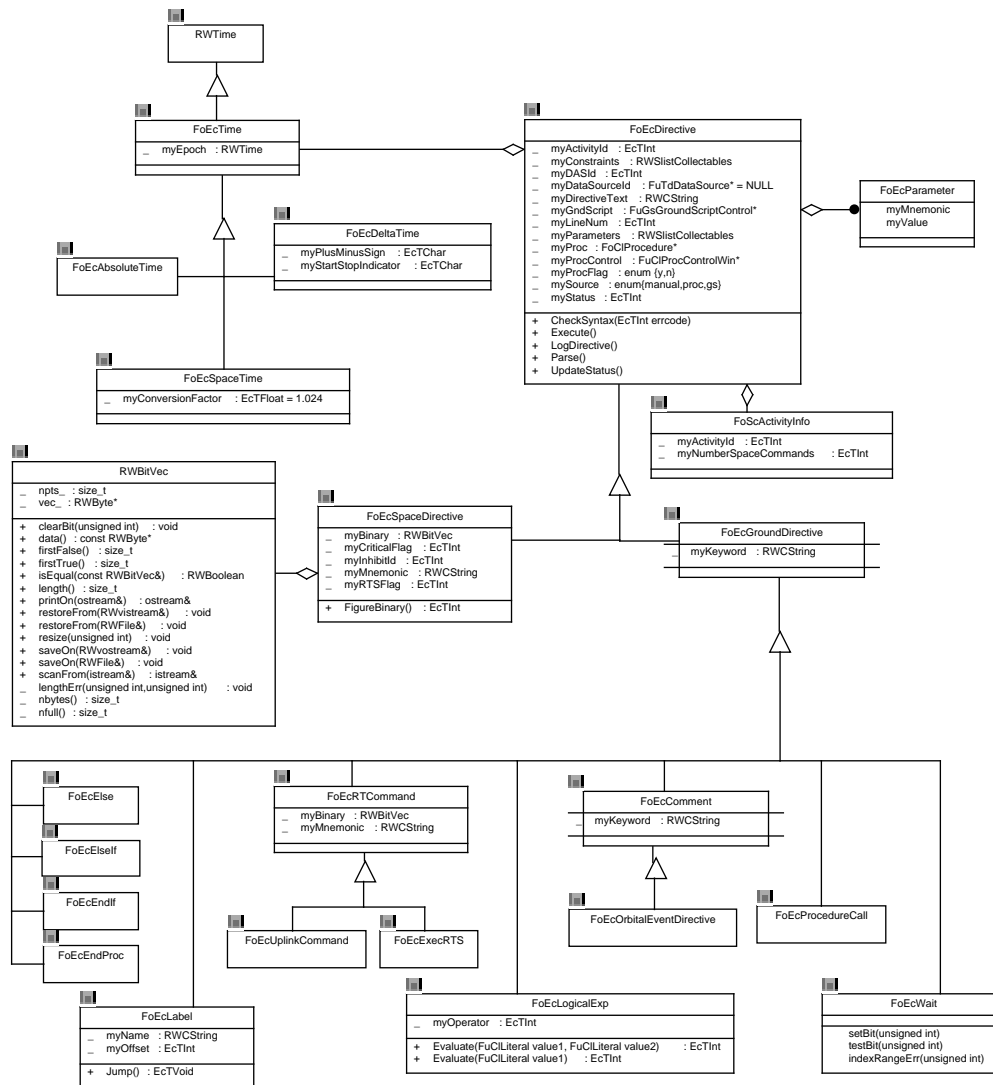 RWTime
FoEcTime
_ myEpoch : RWTime
FoEcDeltaTime
_ myPlusMinusSign : EcTChar
_ myStartStopIndicator : EcTChar
FoEcAbsoluteTime
FoEcSpaceTime
_ myConversionFactor : EcTFloat = 1.024
FoEcDirective
_ myActivityId : EcTInt
_ myConstraints : RWSlistCollectables
_ myDASId : EcTInt
_ myDataSourceId : FuTdDataSource* = NULL
_ myDirectiveText : RWCString
_ myGndScript : FuGsGroundScriptControl*
_ myLineNum : EcTInt
_ myParameters : RWSlistCollectables
_ myProc : FoClProcedure*
_ myProcControl : FuClProcControlWin*
_ myProcFlag : enum {y,n}
_ mySource : enum{manual,proc,gs}
_ myStatus : EcTInt
+ CheckSyntax(EcTInt errcode)
+ Execute()
+ LogDirective()
+ Parse()
+ UpdateStatus()
FoEcParameter
myMnemonic
myValue
FoScActivityInfo
_ myActivityId : EcTInt
_ myNumberSpaceCommands : EcTInt
RWBitVec
_ npts_ : size_t
_ vec_ : RWByte*
+ clearBit(unsigned int) : void
+ data() : const RWByte*
+ firstFalse() : size_t
+ firstTrue() : size_t
+ isEqual(const RWBitVec&) : RWBoolean
+ length() : size_t
+ printOn(ostream&) : ostream&
+ restoreFrom(RWvistream&) : void
+ restoreFrom(RWFile&) : void
+ resize(unsigned int) : void
+ saveOn(RWvostream&) : void
+ saveOn(RWFile&) : void
+ scanFrom(istream&) : istream&
_ lengthErr(unsigned int,unsigned int) : void
_ nbytes() : size_t
_ nfull() : size_t
FoEcSpaceDirective
_ myBinary : RWBitVec
_ myCriticalFlag : EcTInt
_ myInhibitId : EcTInt
_ myMnemonic : RWCString
_ myRTSFlag : EcTInt
+ FigureBinary() : EcTInt
FoEcGroundDirective
_ myKeyword : RWCString
FoEcElse
FoEcElseIf
FoEcEndIf
FoEcEndProc
FoEcRTCommand
_ myBinary : RWBitVec
_ myMnemonic : RWCString
FoEcUplinkCommand
FoEcExecRTS
FoEcComment
_ myKeyword : RWCString
FoEcOrbitalEventDirective
FoEcProcedureCall
FoEcLabel
_ myName : RWCString
_ myOffset : EcTInt
+ Jump() : EcTVoid
FoEcLogicalExp
_ myOperator : EcTInt
+ Evaluate(FuClLiteral value1, FuClLiteral value2) : EcTInt
+ Evaluate(FuClLiteral value1) : EcTInt
FoEcWait
setBit(unsigned int)
testBit(unsigned int)
indexRangeErr(unsigned int)